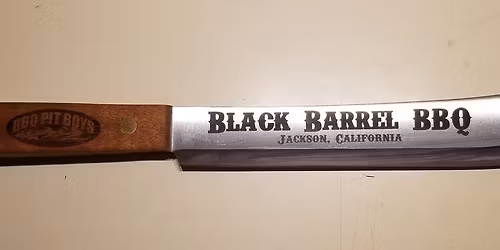 BBQ PIT BOYS
BLACK BARREL BBQ
JACKSON, CALIFORNIA